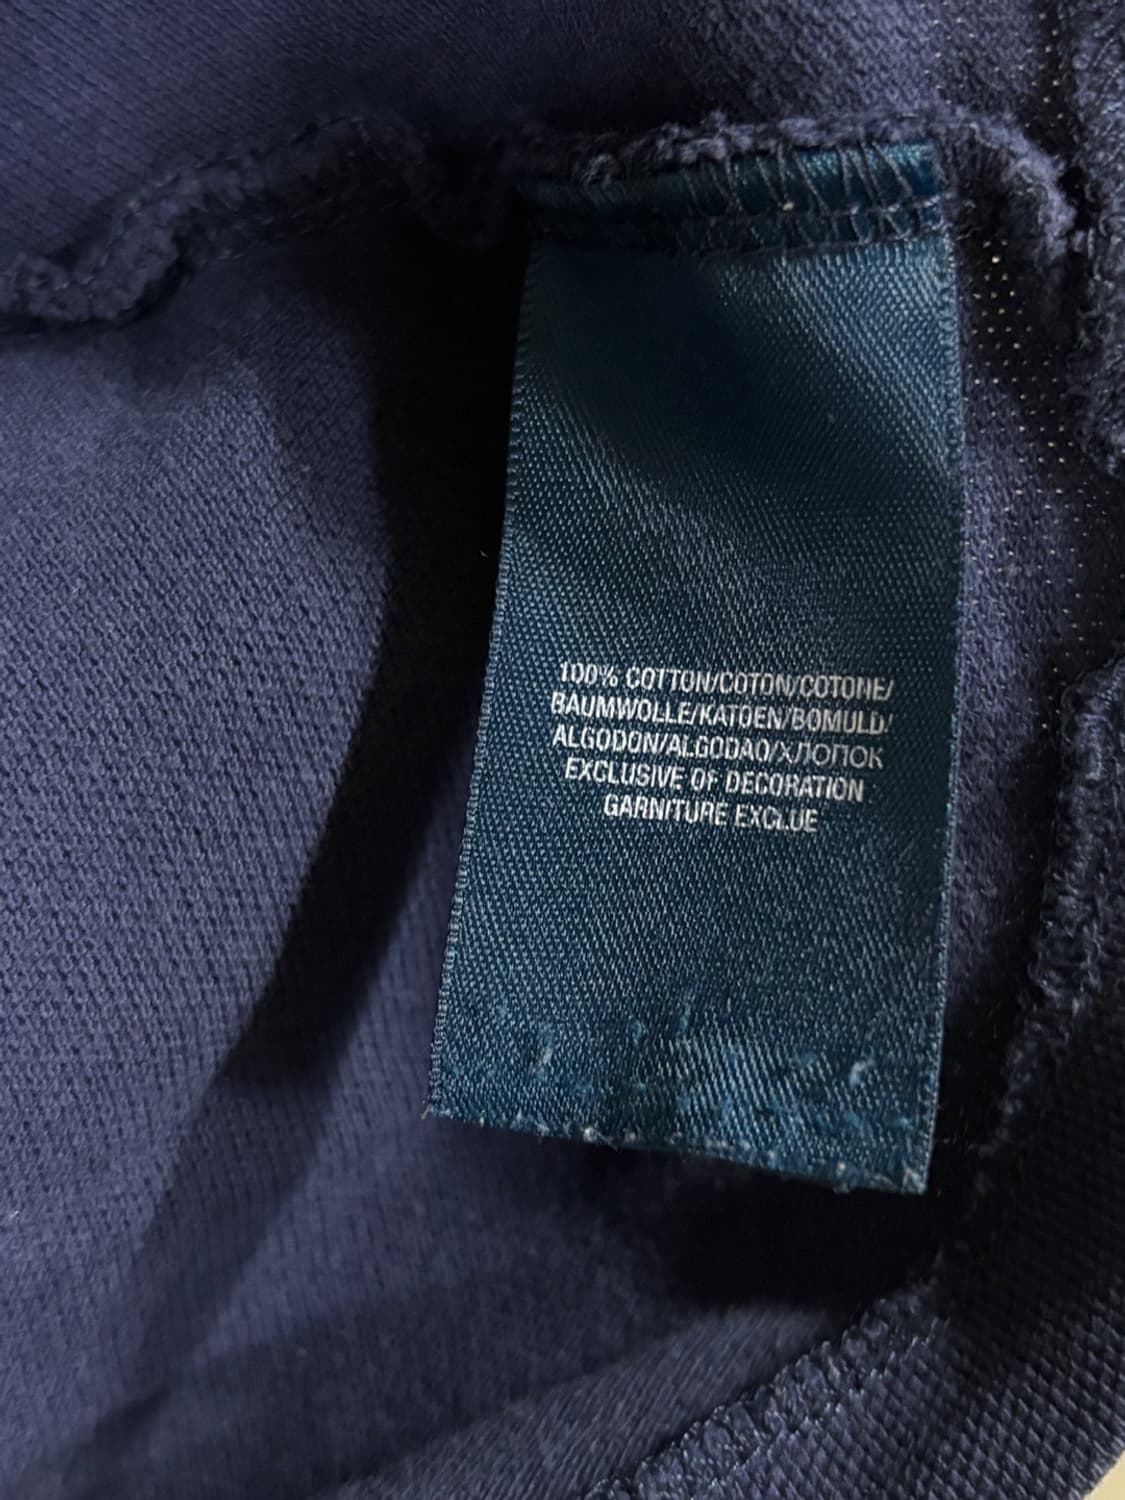 100% COTTON/COTON/COTONE/
BAUMWOLLE/KATOEN/BOMULD/
ALGODON/ALGODAO/ХЛОПОК
EXCLUSIVE OF DECORATION
GARNITURE EXCLUE